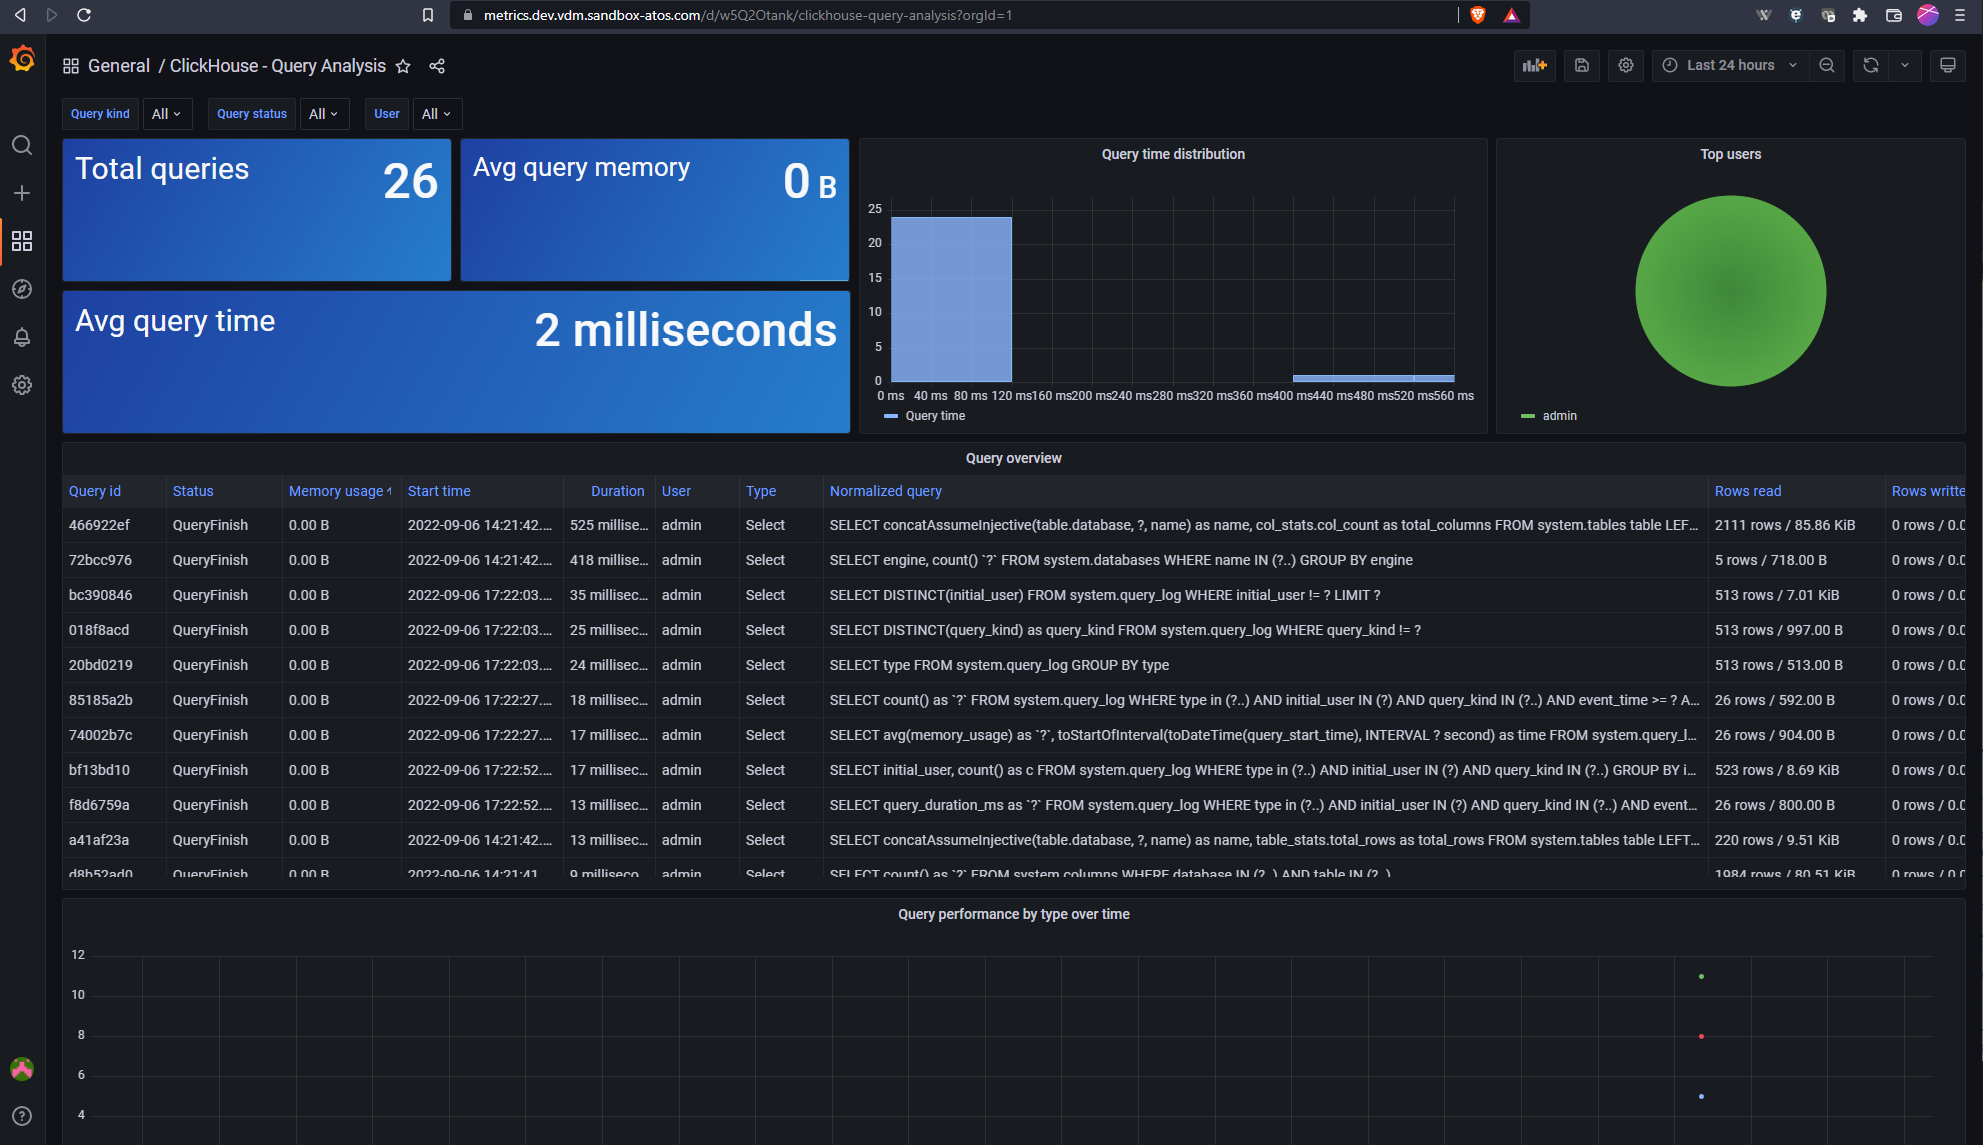 metrics.dev.vdm.sandbox-atos.com/d/w5Q2Otank/clickhouse-query-analysis?orgId=1
General / ClickHouse - Query Analysis
Last 24 hours
Query kind All Query status All User All
Total queries 26
Avg query memory 0 B
Avg query time 2 milliseconds
Query time distribution
25
20
15
10
5
0
0 ms 40 ms 80 ms 120 ms 160 ms 200 ms 240 ms 280 ms 320 ms 360 ms 400 ms 440 ms 480 ms 520 ms 560 ms
Query time
Top users
admin
Query overview
Query id Status Memory usage Start time Duration User Type Normalized query Rows read Rows writte
466922ef QueryFinish 0.00 B 2022-09-06 14:21:42.... 525 millise... admin Select SELECT concatAssumeInjective(table.database, ?, name) as name, col_stats.col_count as total_columns FROM system.tables table LEF... 2111 rows / 85.86 KiB 0 rows / 0.0
72bcc976 QueryFinish 0.00 B 2022-09-06 14:21:42.... 418 millise... admin Select SELECT engine, count() `?` FROM system.databases WHERE name IN (?..) GROUP BY engine 5 rows / 718.00 B 0 rows / 0.0
bc390846 QueryFinish 0.00 B 2022-09-06 17:22:03.... 35 millisec... admin Select SELECT DISTINCT(initial_user) FROM system.query_log WHERE initial_user != ? LIMIT ? 513 rows / 7.01 KiB 0 rows / 0.0
018f8acd QueryFinish 0.00 B 2022-09-06 17:22:03.... 25 millisec... admin Select SELECT DISTINCT(query_kind) as query_kind FROM system.query_log WHERE query_kind != ? 513 rows / 997.00 B 0 rows / 0.0
20bd0219 QueryFinish 0.00 B 2022-09-06 17:22:03.... 24 millisec... admin Select SELECT type FROM system.query_log GROUP BY type 513 rows / 513.00 B 0 rows / 0.0
85185a2b QueryFinish 0.00 B 2022-09-06 17:22:27.... 18 millisec... admin Select SELECT count() as `?` FROM system.query_log WHERE type in (?..) AND initial_user IN (?) AND query_kind IN (?..) AND event_time >= ? A... 26 rows / 592.00 B 0 rows / 0.0
74002b7c QueryFinish 0.00 B 2022-09-06 17:22:27.... 17 millisec... admin Select SELECT avg(memory_usage) as `?`, toStartOfInterval(toDateTime(query_start_time), INTERVAL ? second) as time FROM system.query_l... 26 rows / 904.00 B 0 rows / 0.0
bf13bd10 QueryFinish 0.00 B 2022-09-06 17:22:52.... 17 millisec... admin Select SELECT initial_user, count() as c FROM system.query_log WHERE type in (?..) AND initial_user IN (?) AND query_kind IN (?..) GROUP BY i... 523 rows / 8.69 KiB 0 rows / 0.0
f8d6759a QueryFinish 0.00 B 2022-09-06 17:22:52.... 13 millisec... admin Select SELECT query_duration_ms as `?` FROM system.query_log WHERE type in (?..) AND initial_user IN (?) AND query_kind IN (?..) AND event... 26 rows / 800.00 B 0 rows / 0.0
a41af23a QueryFinish 0.00 B 2022-09-06 14:21:42.... 13 millisec... admin Select SELECT concatAssumeInjective(table.database, ?, name) as name, table_stats.total_rows as total_rows FROM system.tables table LEFT... 220 rows / 9.51 KiB 0 rows / 0.0
d8b52ad0 QueryFinish 0.00 B 2022-09-06 14:21:41 9 milliseco admin Select SELECT count() as `?` FROM system.columns WHERE database IN (?..) AND table IN (?..) 1984 rows / 80.51 KiB 0 rows / 0.0
Query performance by type over time
12
10
8
6
4